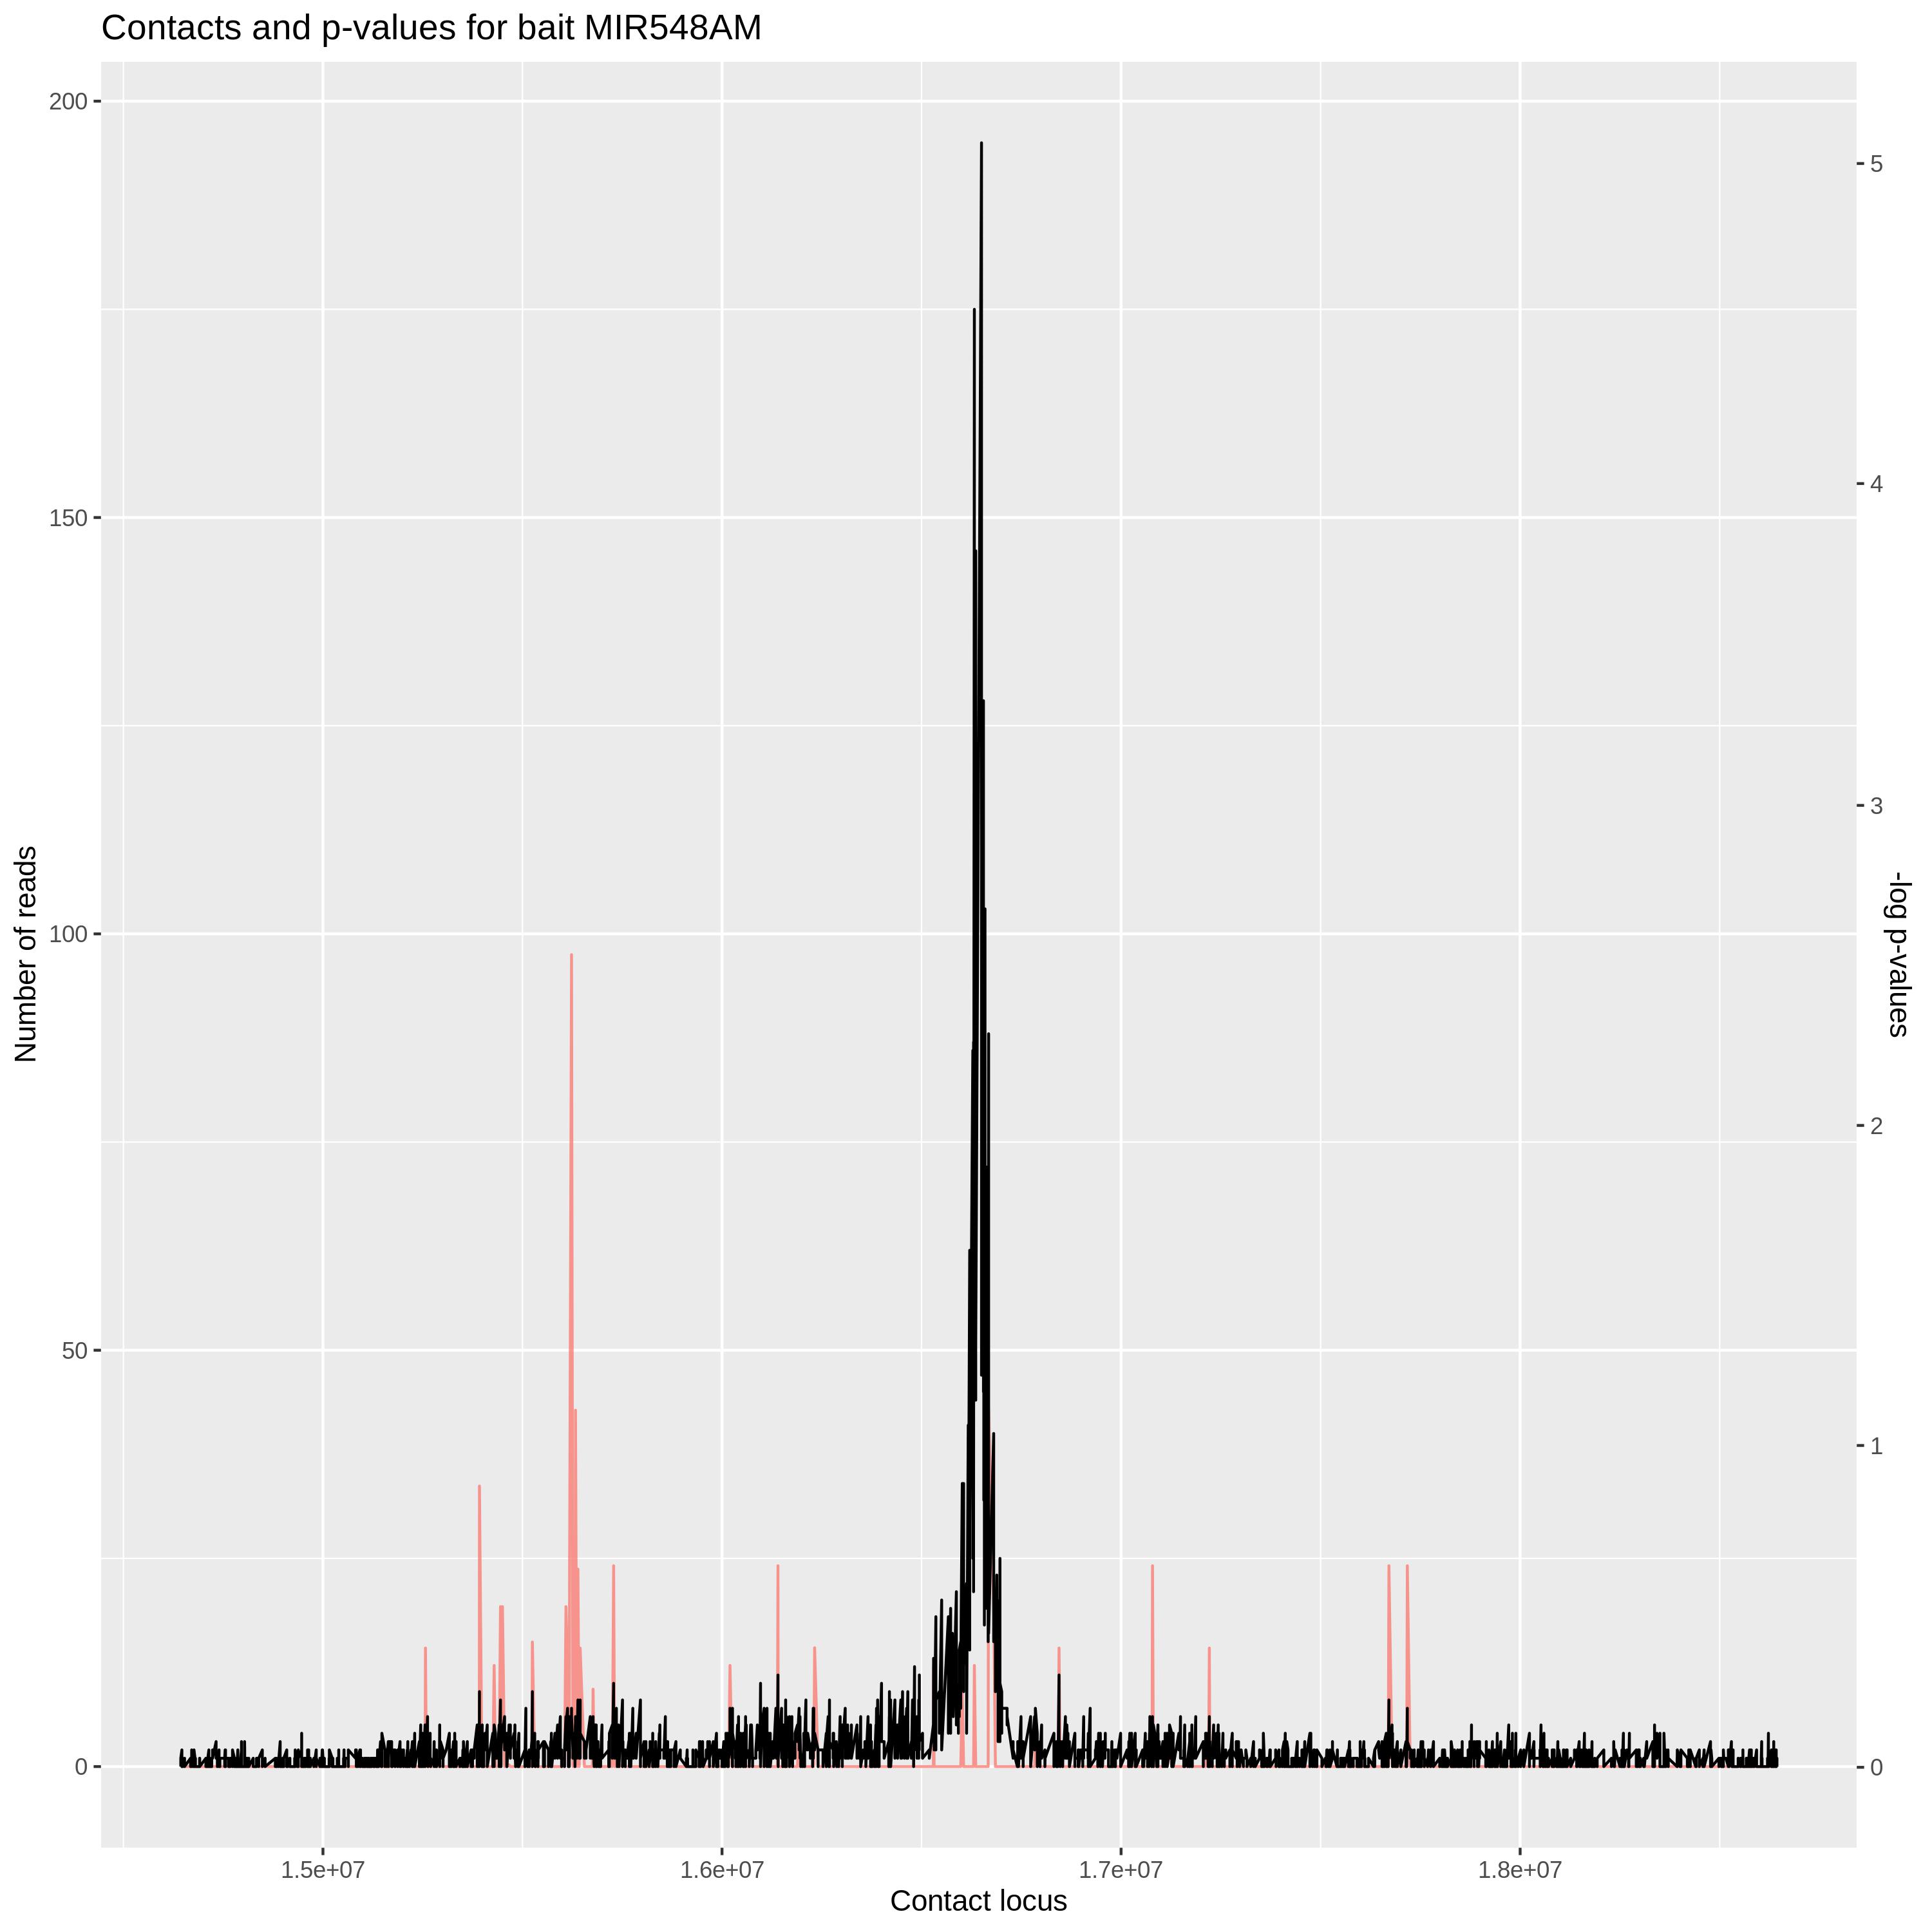 Contacts and p-values for bait MIR548AM
200
150
100
50
0
Number of reads
5
4
3
2
1
0
-log p-values
1.5e+07
1.6e+07
1.7e+07
1.8e+07
Contact locus